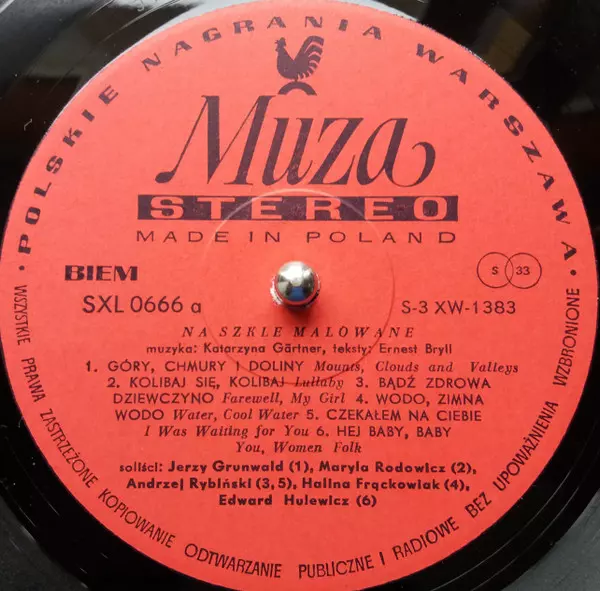 • POLSKIE NAGRANIA WARSZAWA •
Muza
STEREO
MADE IN POLAND
BIEM
S 33
SXL 0666 a
S-3 XW-1383
NA SZKLE MALOWANE
muzyka: Katarzyna Gärtner, teksty: Ernest Bryll
1. GÓRY, CHMURY I DOLINY Mounts, Clouds and Valleys
2. KOLIBAJ SIĘ, KOLIBAJ Lullaby 3. BĄDŹ ZDROWA
DZIEWCZYNO Farewell, My Girl 4. WODO, ZIMNA
WODO Water, Cool Water 5. CZEKAŁEM NA CIEBIE
I Was Waiting for You 6. HEJ BABY, BABY
You, Women Folk
soliści: Jerzy Grunwald (1), Maryla Rodowicz (2),
Andrzej Rybiński (3, 5), Halina Frąckowiak (4),
Edward Hulewicz (6)
WSZYSTKIE PRAWA ZASTRZEŻONE KOPIOWANIE ODTWARZANIE PUBLICZNE I RADIOWE BEZ UPOWAŻNIENIA WZBRONIONE